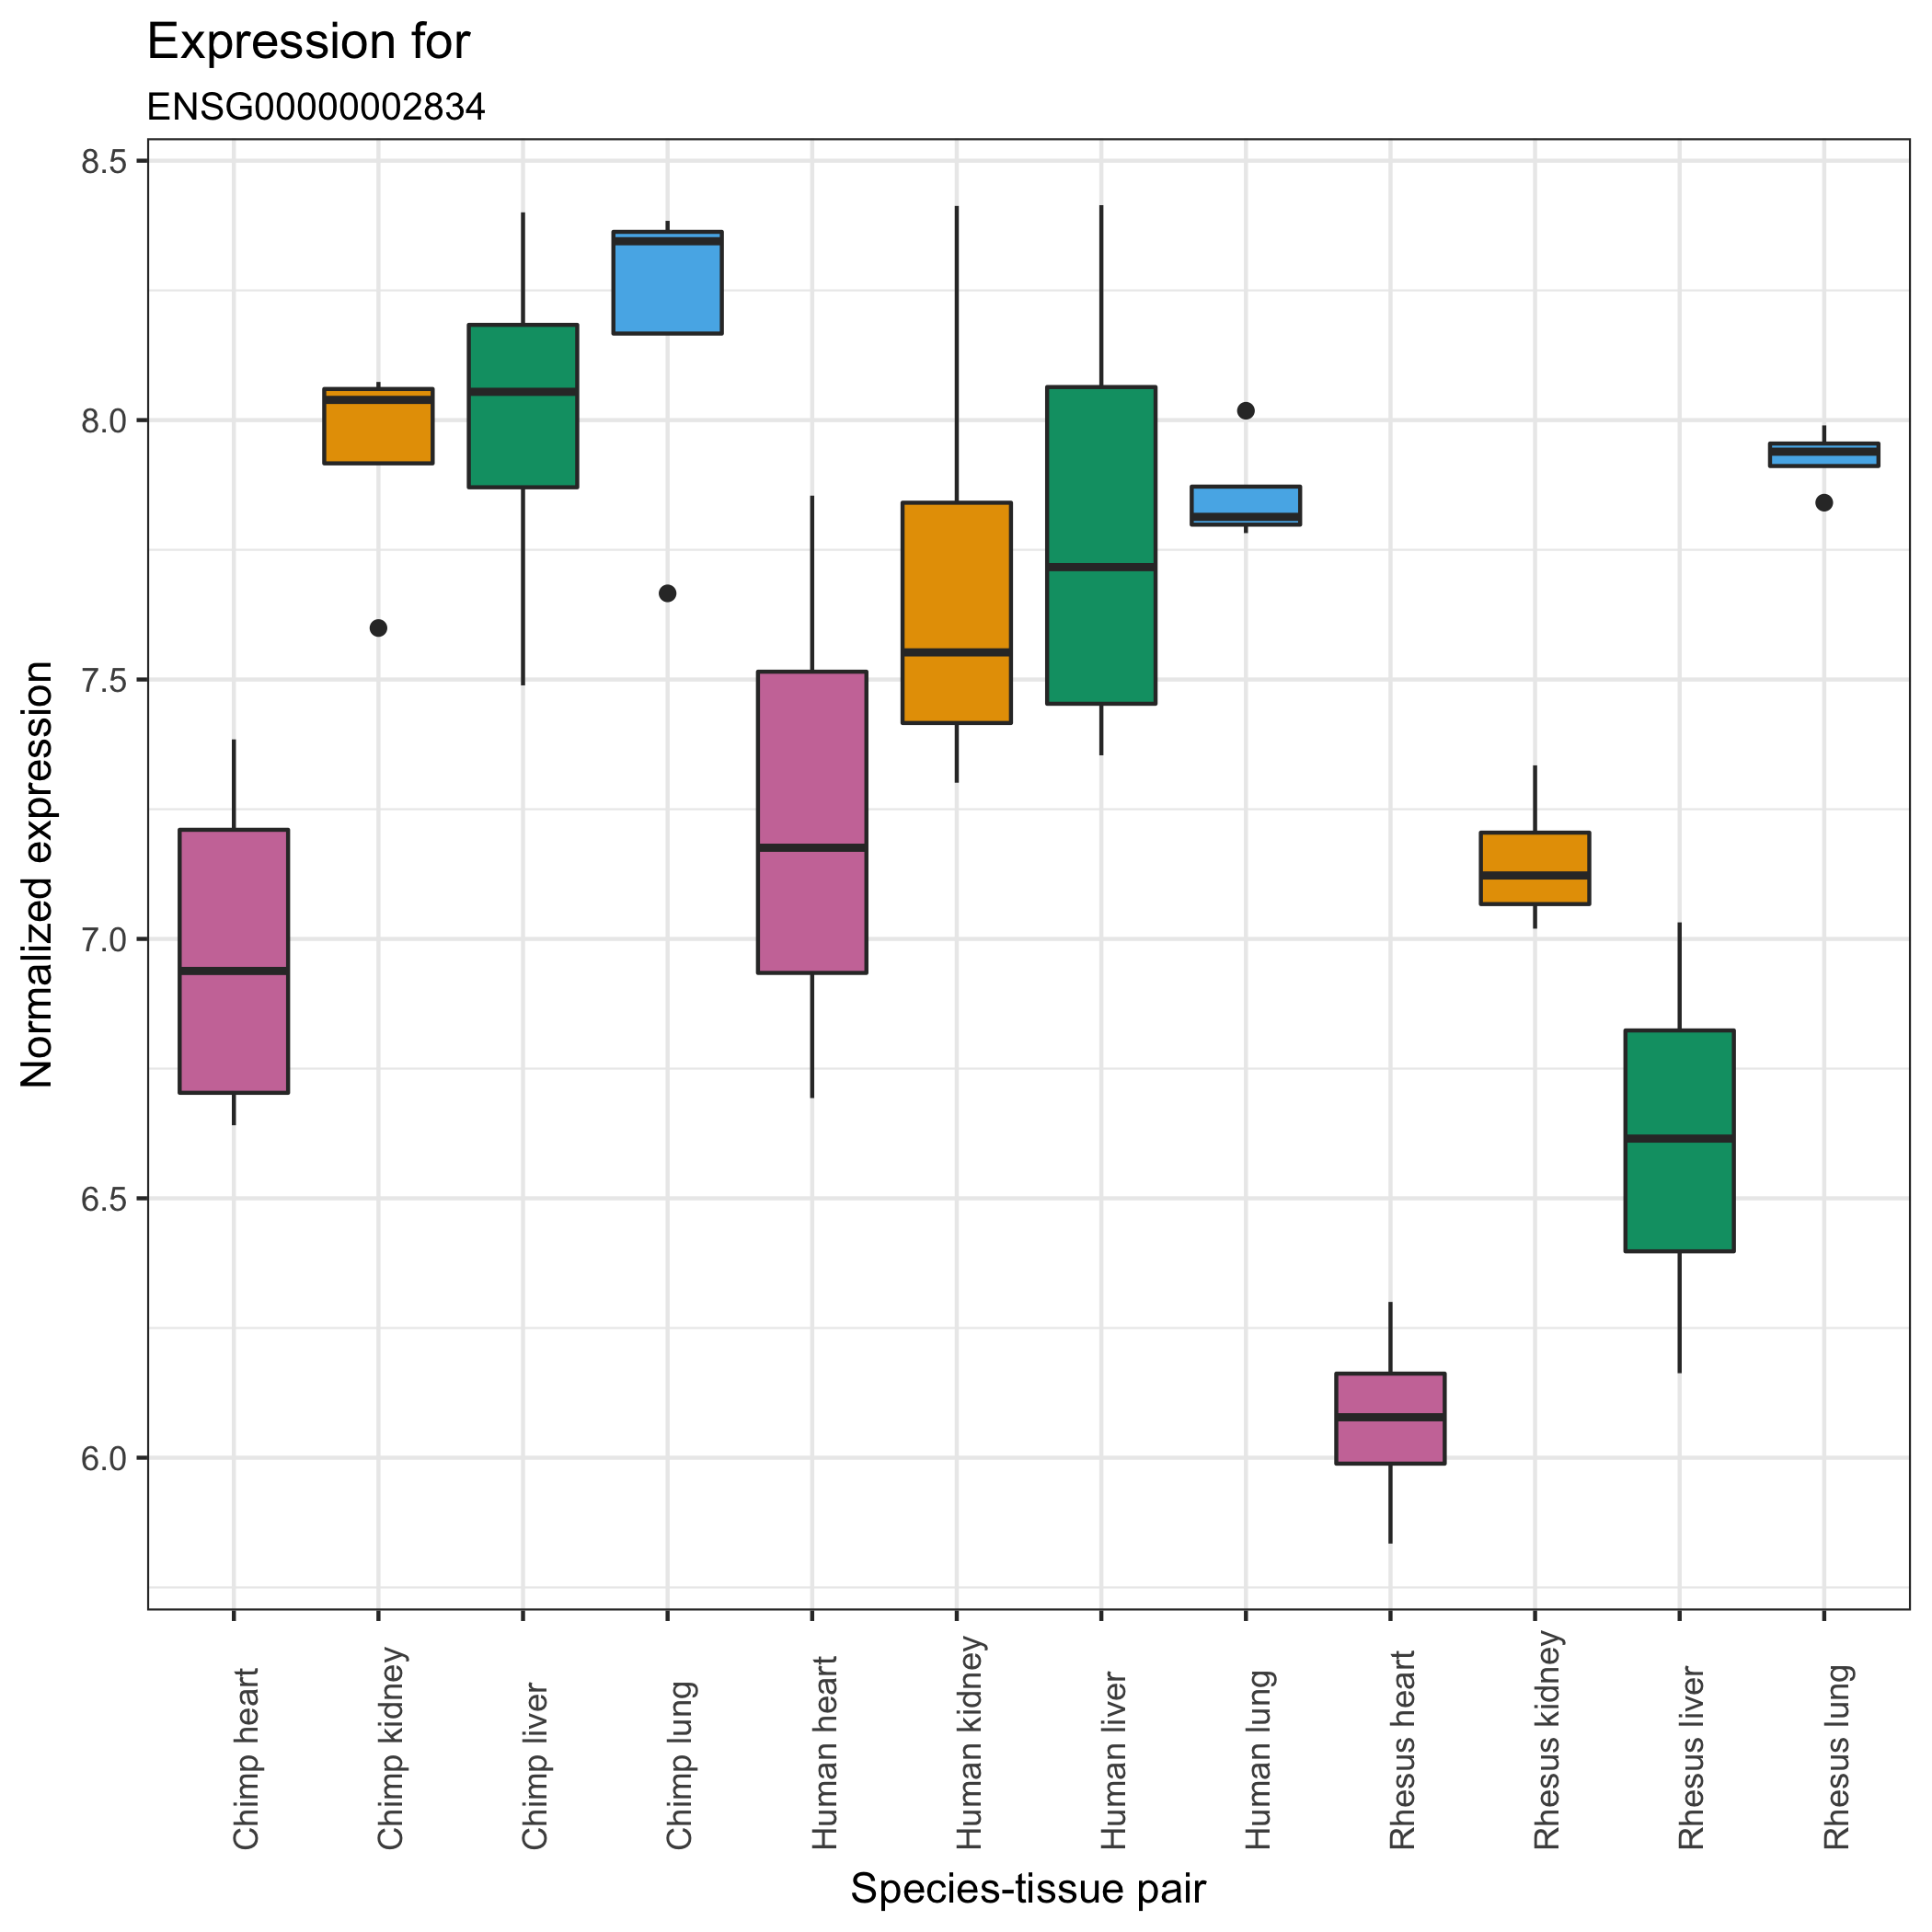 Expression for
ENSG00000002834
8.5
8.0
7.5
7.0
6.5
6.0
Normalized expression
Chimp heart
Chimp kidney
Chimp liver
Chimp lung
Human heart
Human kidney
Human liver
Human lung
Rhesus heart
Rhesus kidney
Rhesus liver
Rhesus lung
Species-tissue pair